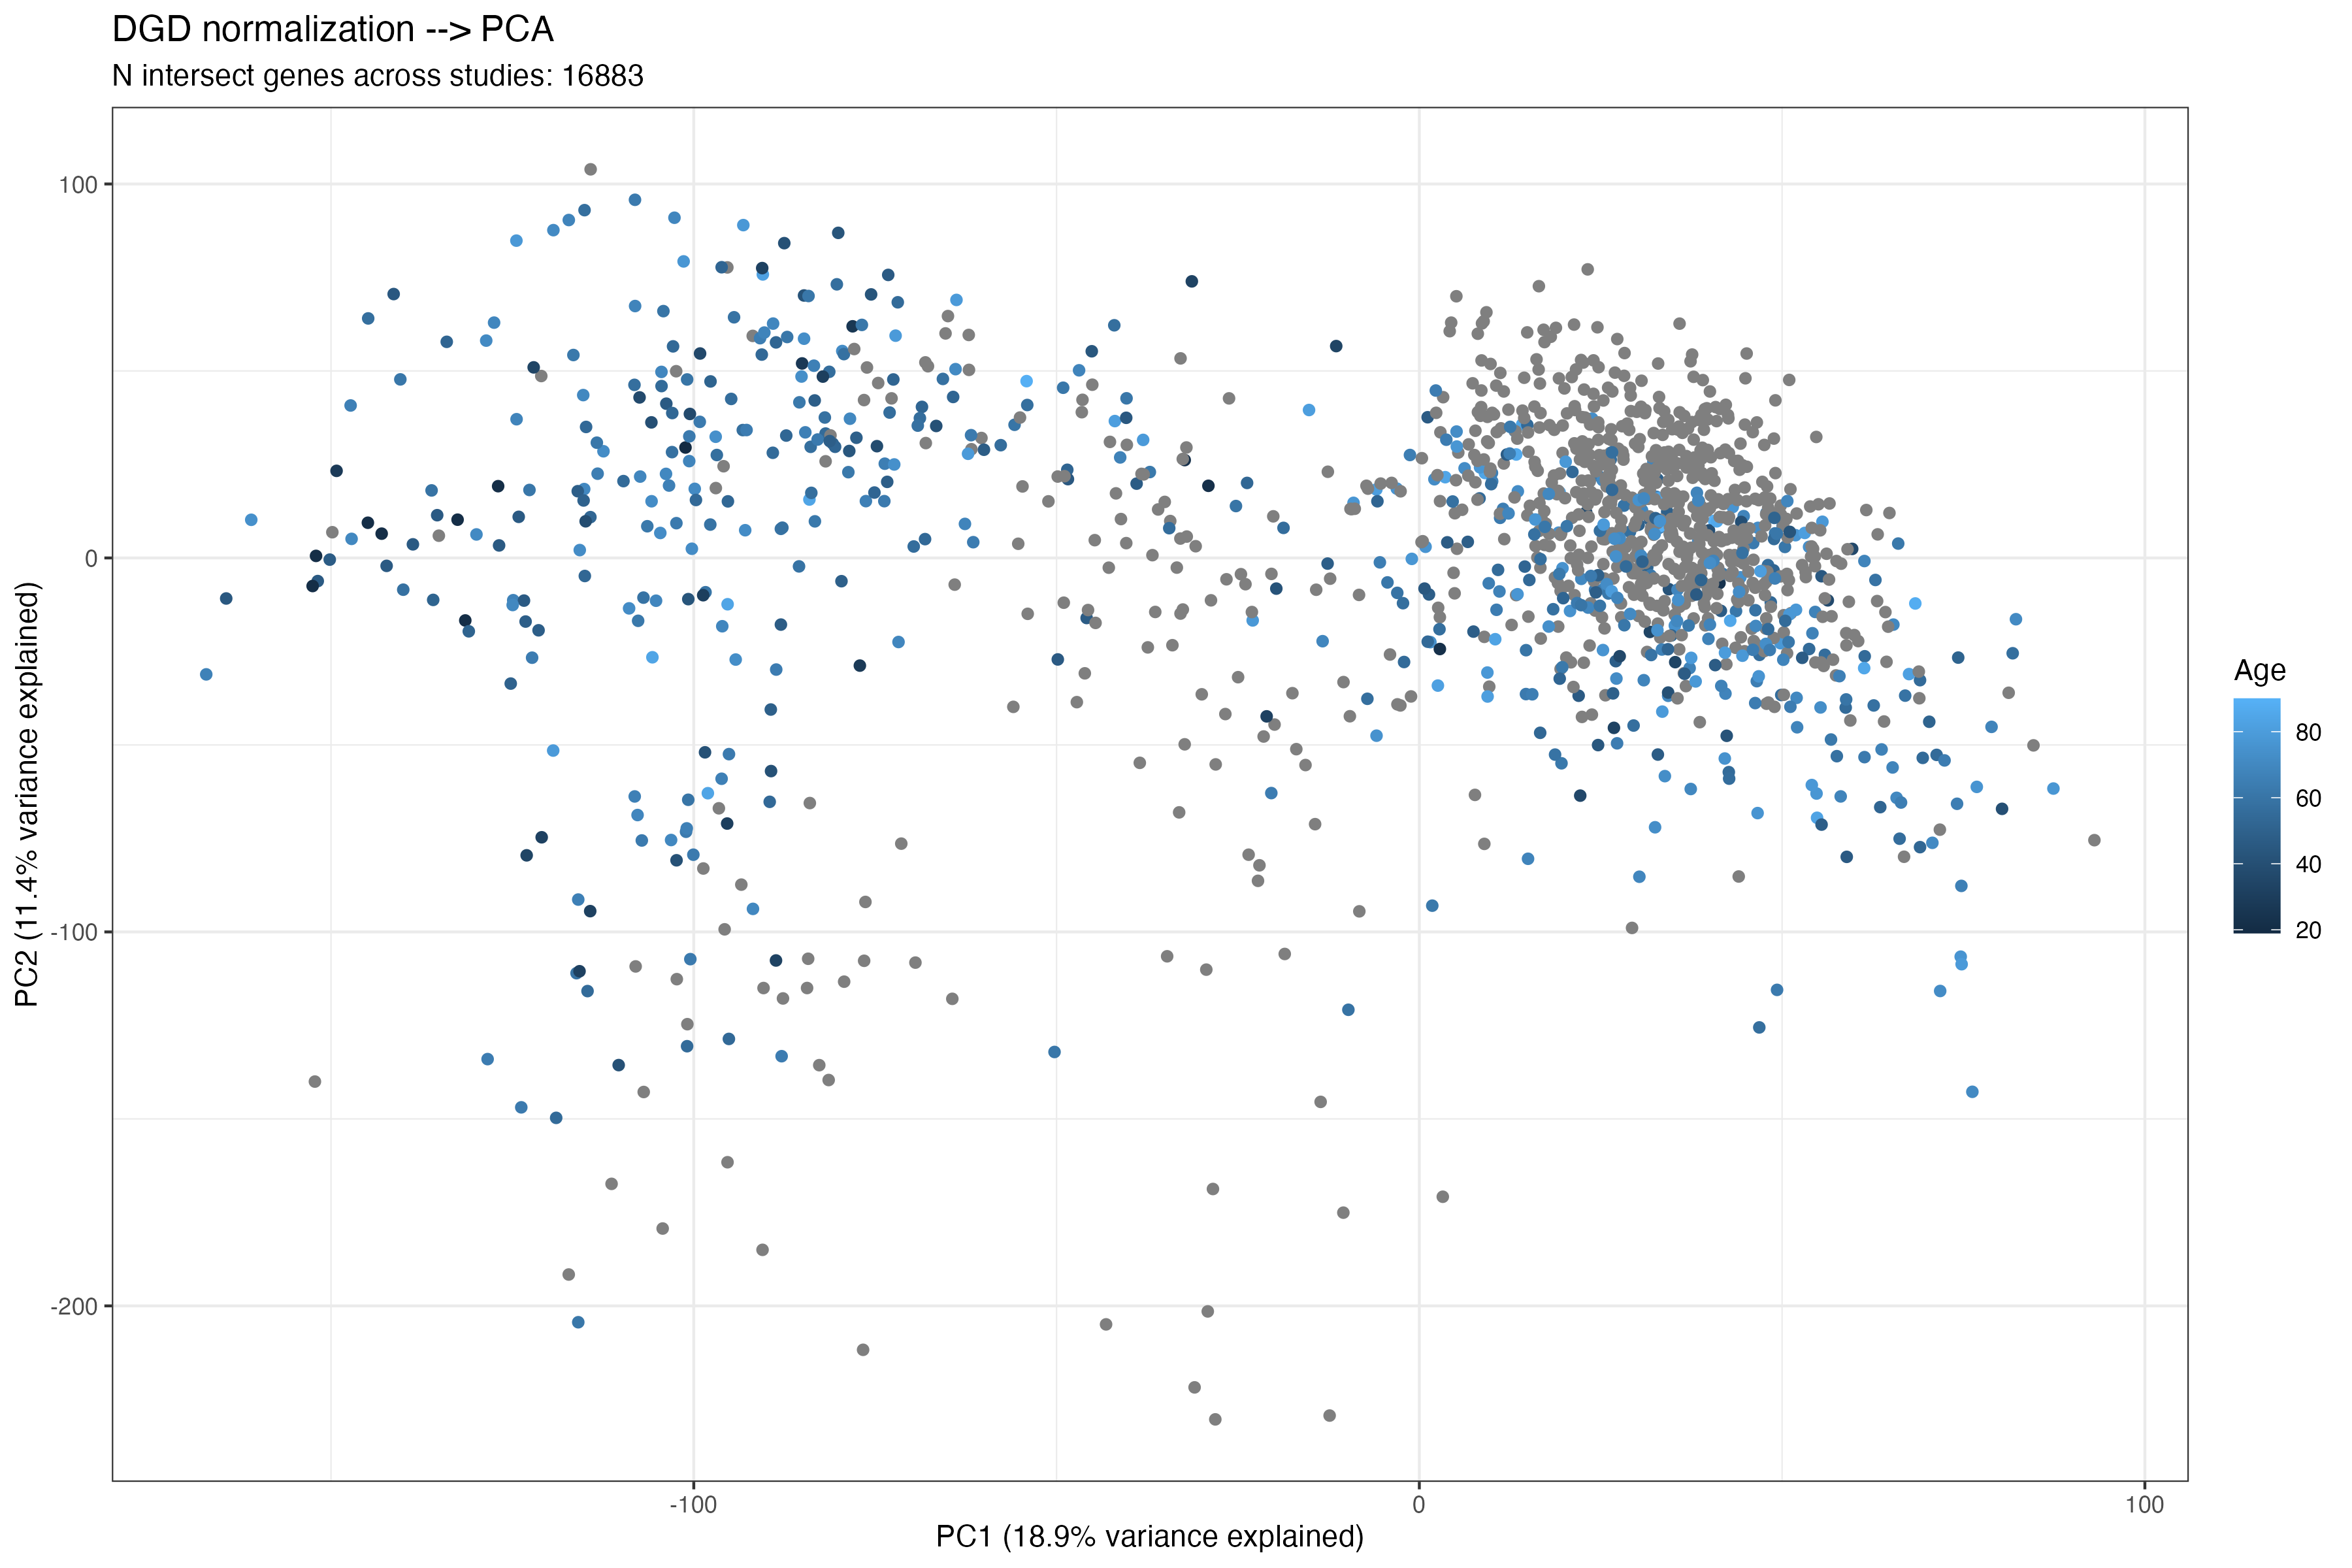 DGD normalization --> PCA
N intersect genes across studies: 16883
PC2 (11.4% variance explained)
100
0
-100
-200
-100
0
100
PC1 (18.9% variance explained)
Age
80
60
40
20